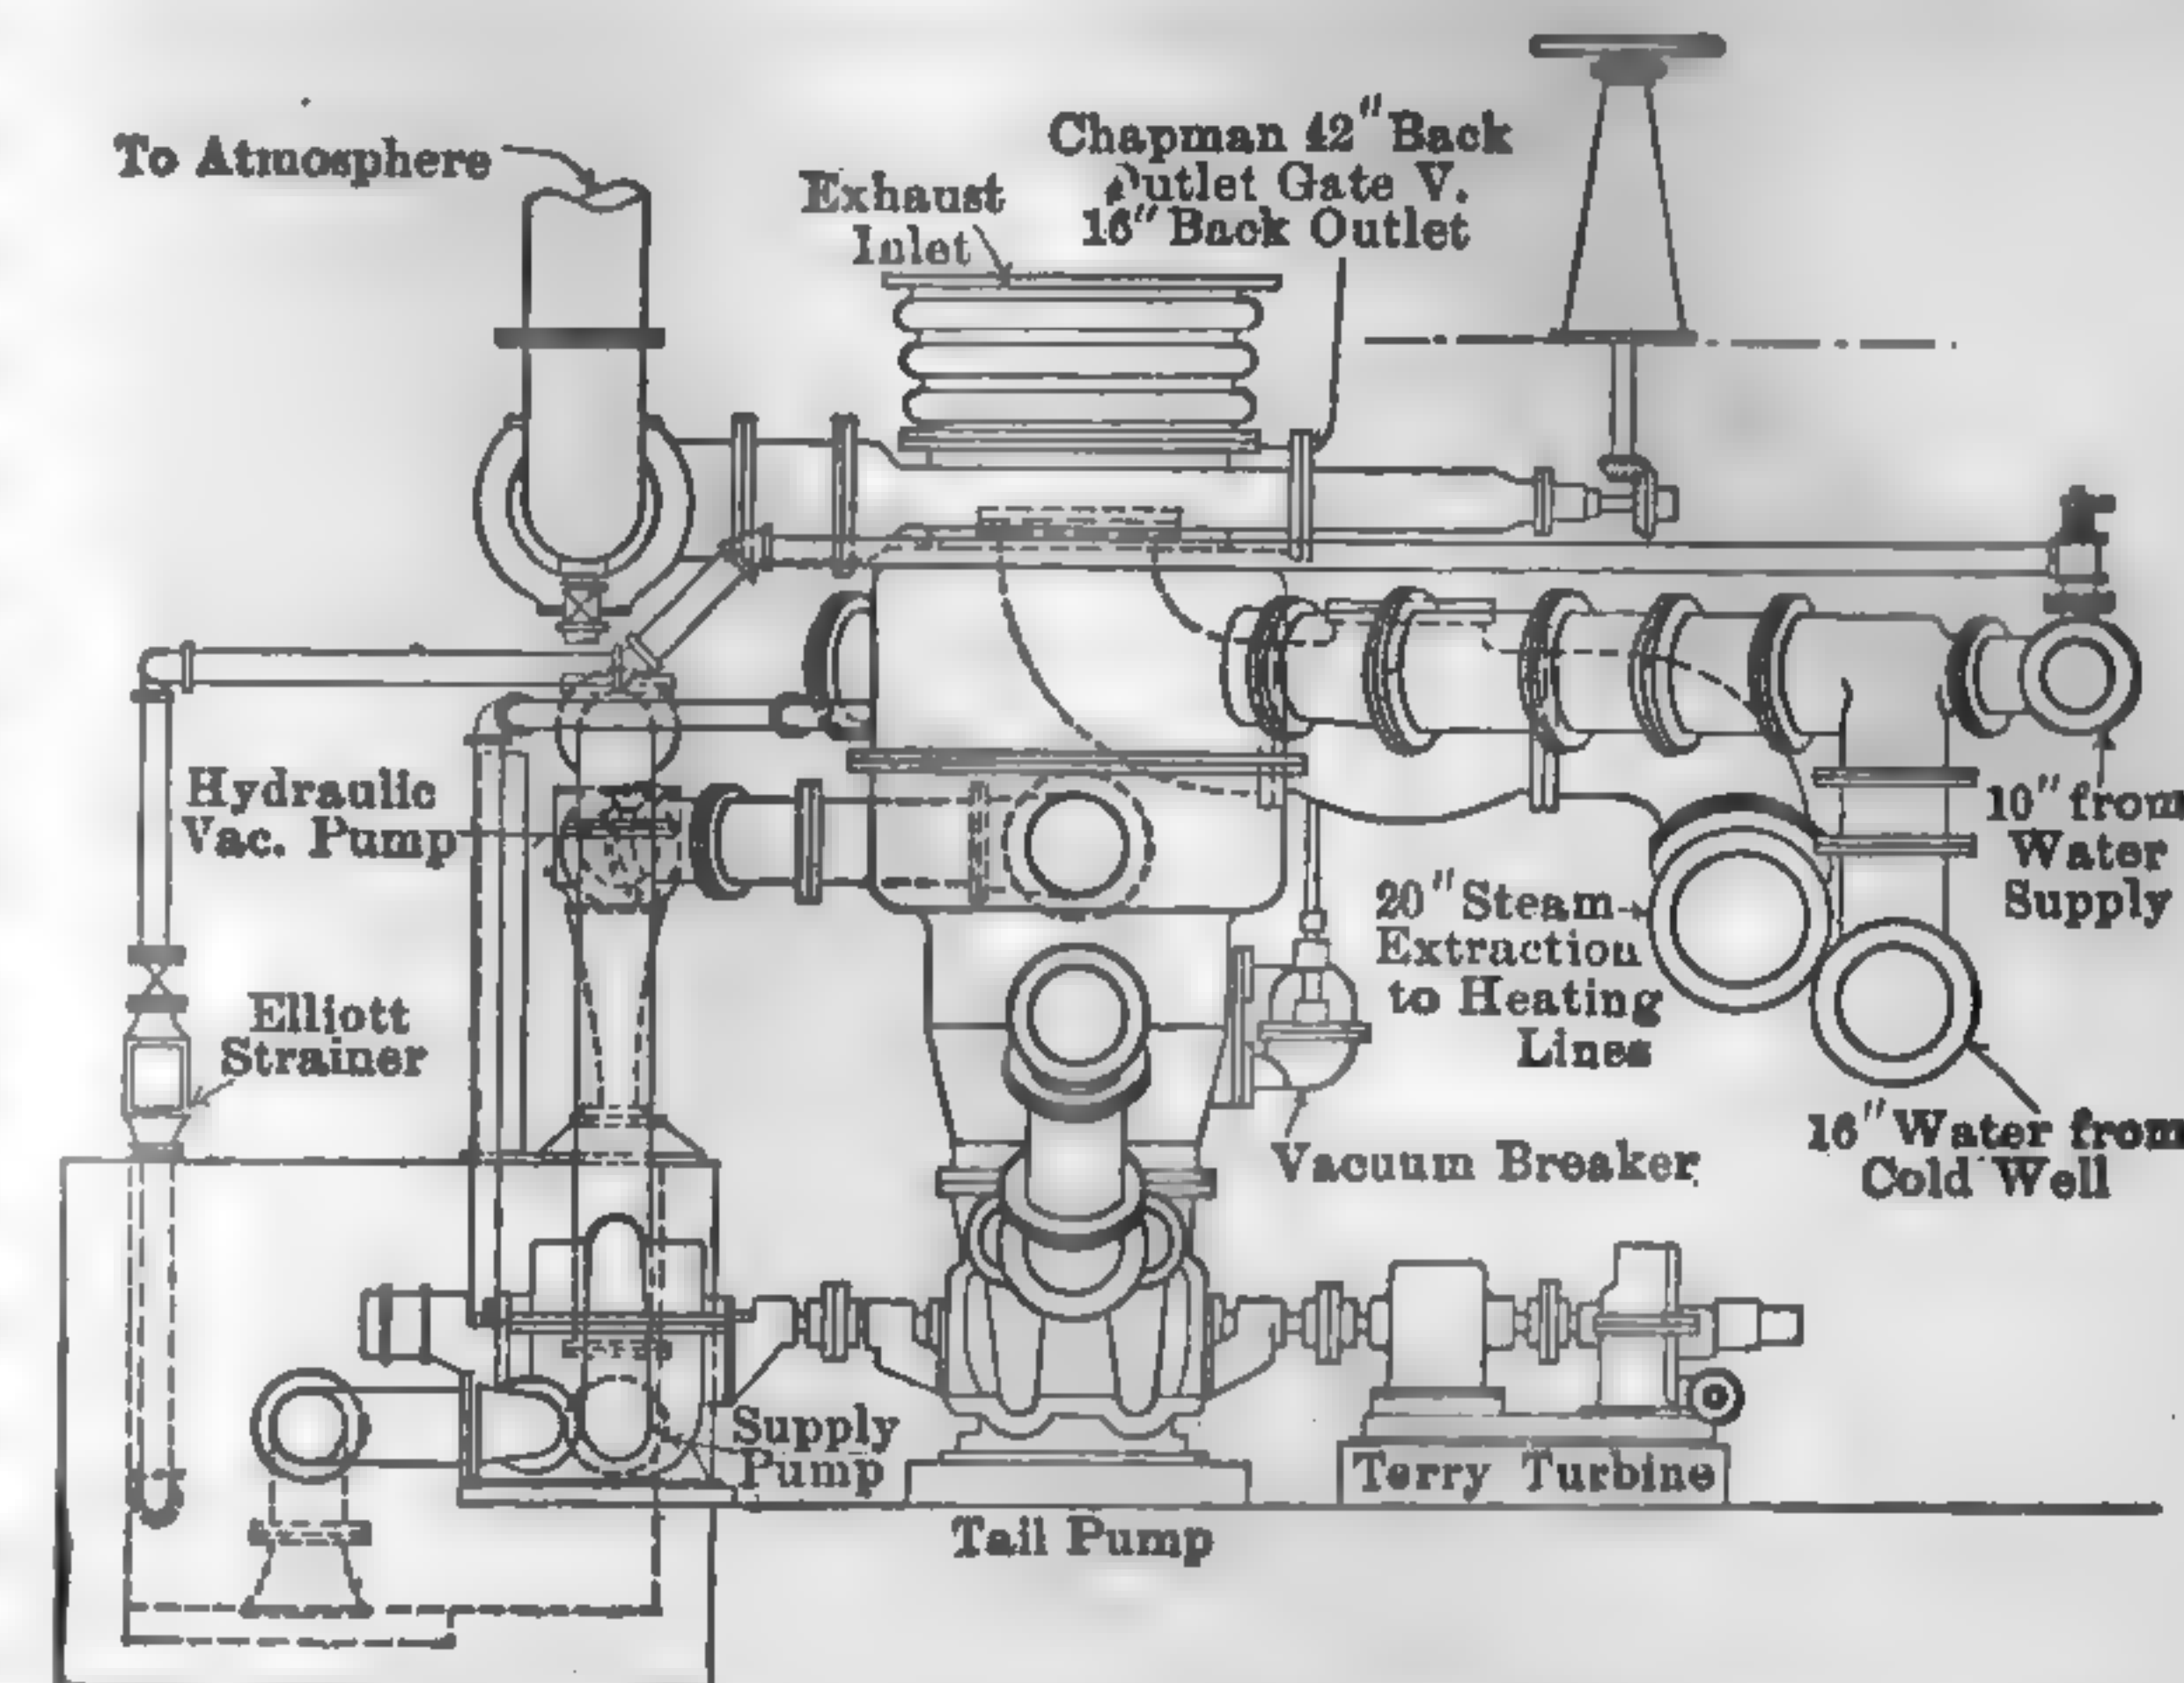 To Atmosphere
Exhaust
Inlet
Chapman 42" Back
Outlet Gate V.
16" Back Outlet
Hydraulic
Vac. Pump
10" from
Water
Supply
20" Steam
Extraction
to Heating
Lines
Elliott
Strainer
16" Water from
Cold Well
Vacuum Breaker
Supply
Pump
Terry Turbine
Tail Pump